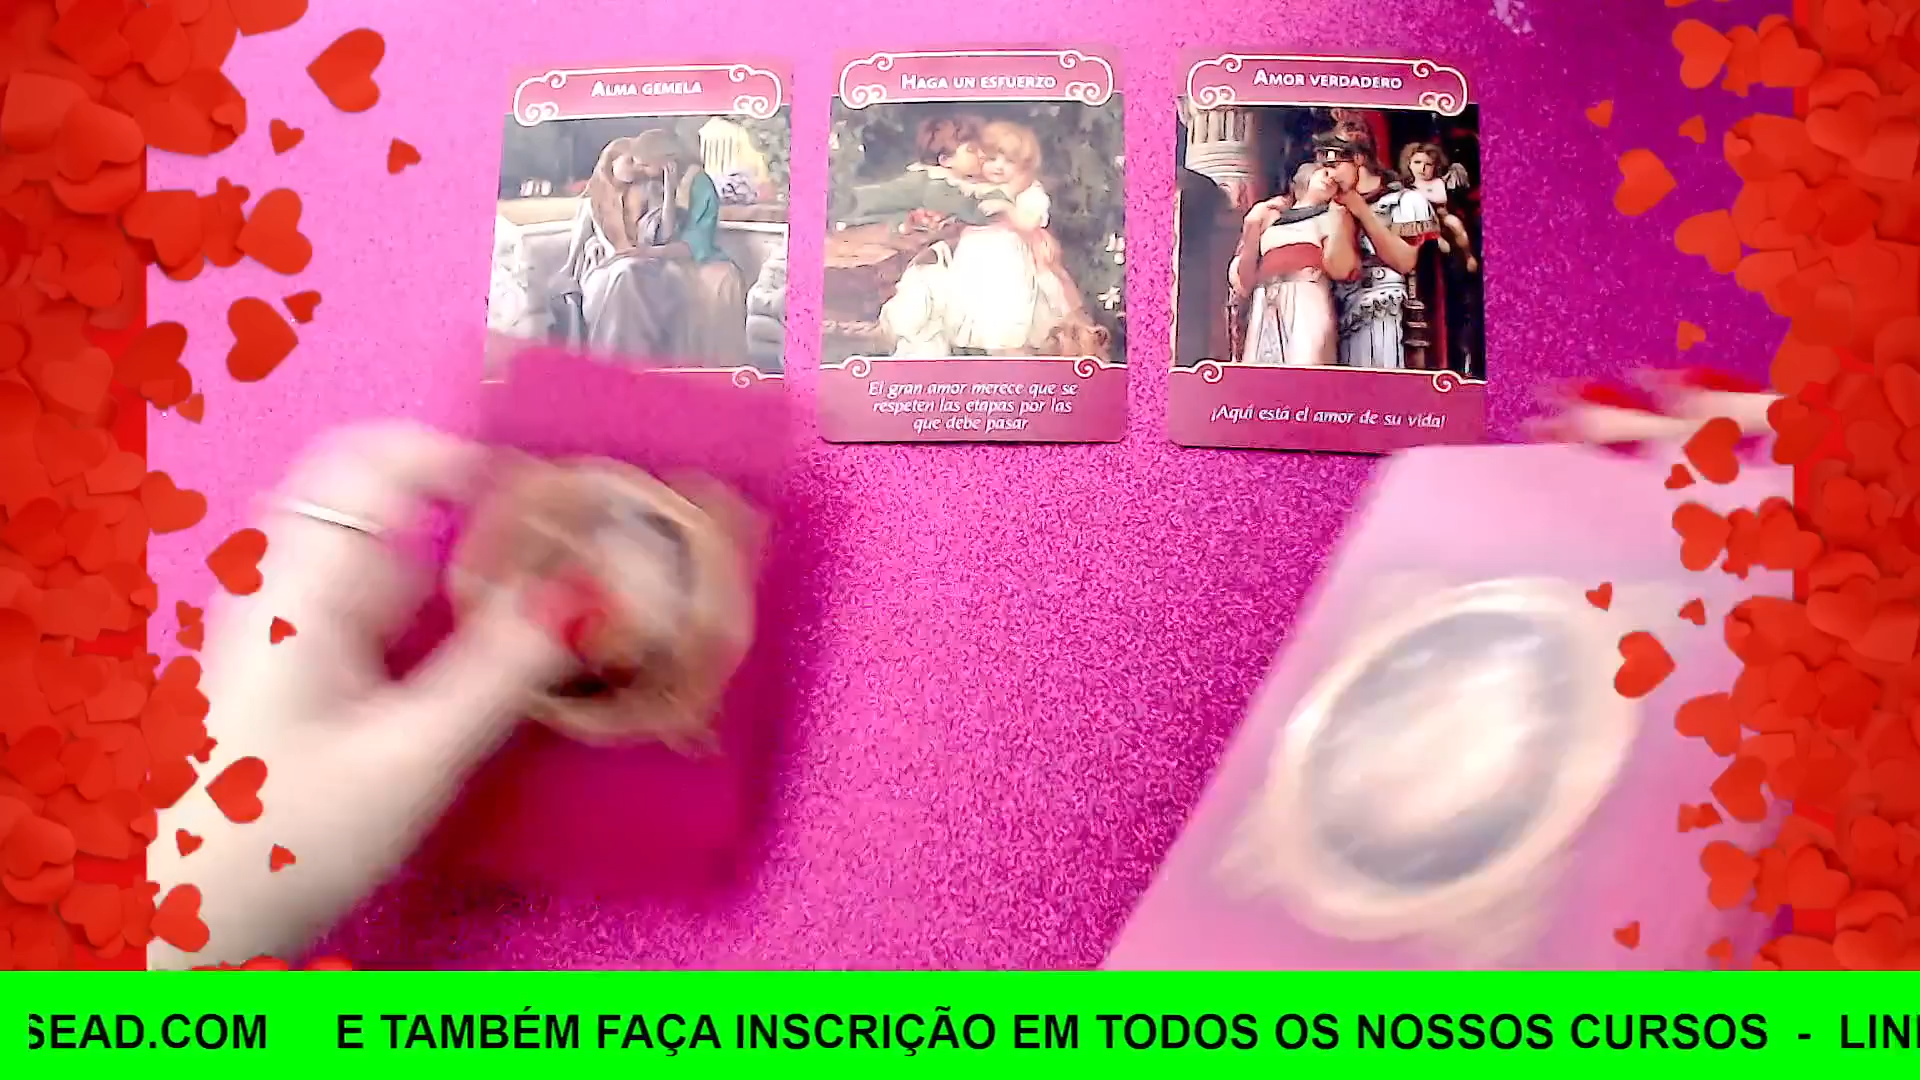 ALMA GEMELA
HAGA UN ESFUERZO
AMOR VERDADERO
El gran amor merece que se
respeten las etapas por las
que debe pasar
¡Aquí está el amor de su vida!
SEAD.COM E TAMBÉM FAÇA INSCRIÇÃO EM TODOS OS NOSSOS CURSOS - LIN